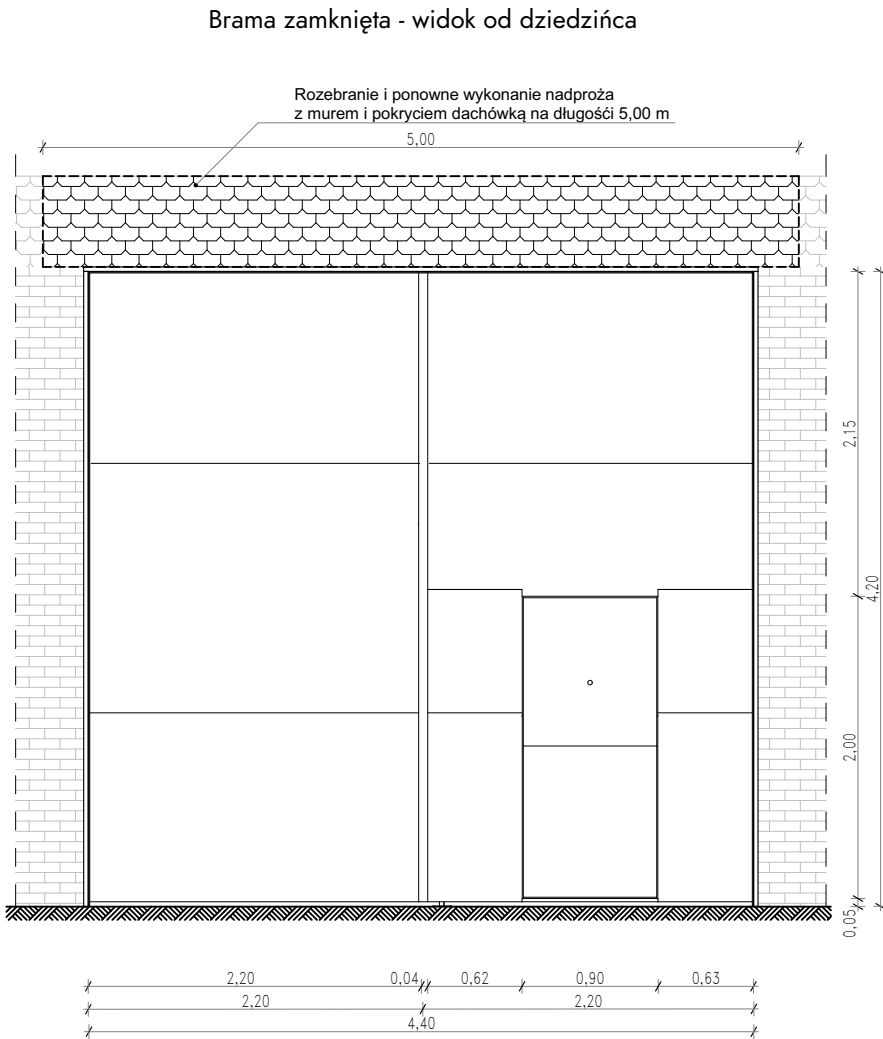 Brama zamknięta - widok od dziedzińca
Rozebranie i ponowne wykonanie nadproża
z murem i pokryciem dachówką na długośći 5,00 m
5,00
2,15
4,20
2,00
0,05
2,20 0,04 0,62 0,90 0,63
2,20 2,20
4,40